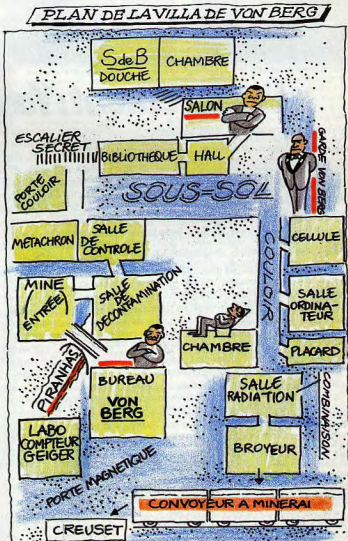 PLAN DE LA VILLA DE VON BERG
S de B
DOUCHE
CHAMBRE
SALON
ESCALIER
SECRET
BIBLIOTHEQUE
HALL
GARDE VON BERG
PORTE
COULOIR
SOUS-SOL
METACHRON
SALLE
DE
CONTROLE
COULOIR
CELLULE
MINE
(ENTRÉE)
SALLE
DE
DECONTAMINATION
SALLE
ORDINA-
TEUR
CHAMBRE
PLACARD
PIRANHAS
BUREAU
VON
BERG
SALLE
RADIATION
COMBINAISON
LABO
COMPTEUR
GEIGER
BROYEUR
PORTE MAGNETIQUE
CONVOYEUR A MINERAI
CREUSET